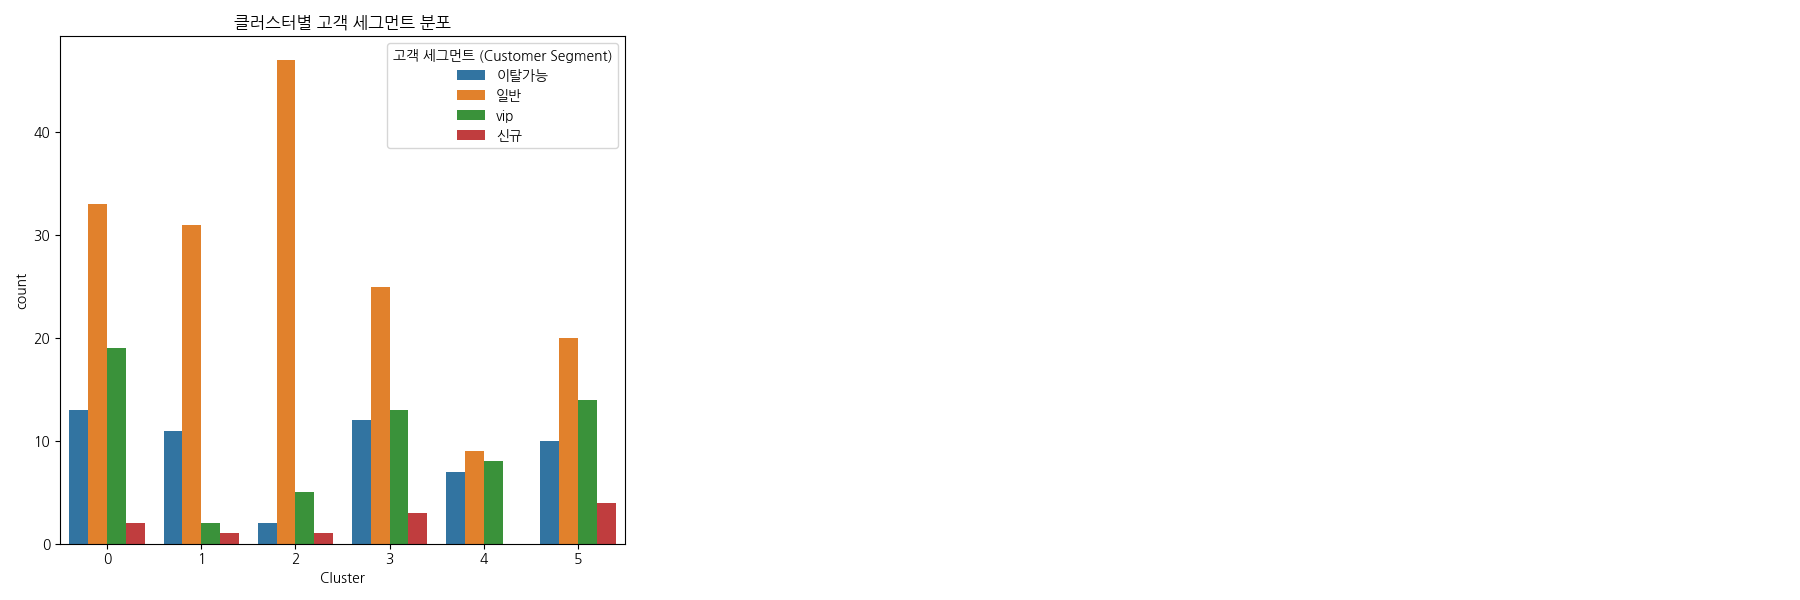 클러스터별 고객 세그먼트 분포
고객 세그먼트 (Customer Segment)
이탈가능
일반
vip
신규
count
40
30
20
10
0
0 1 2 3 4 5
Cluster